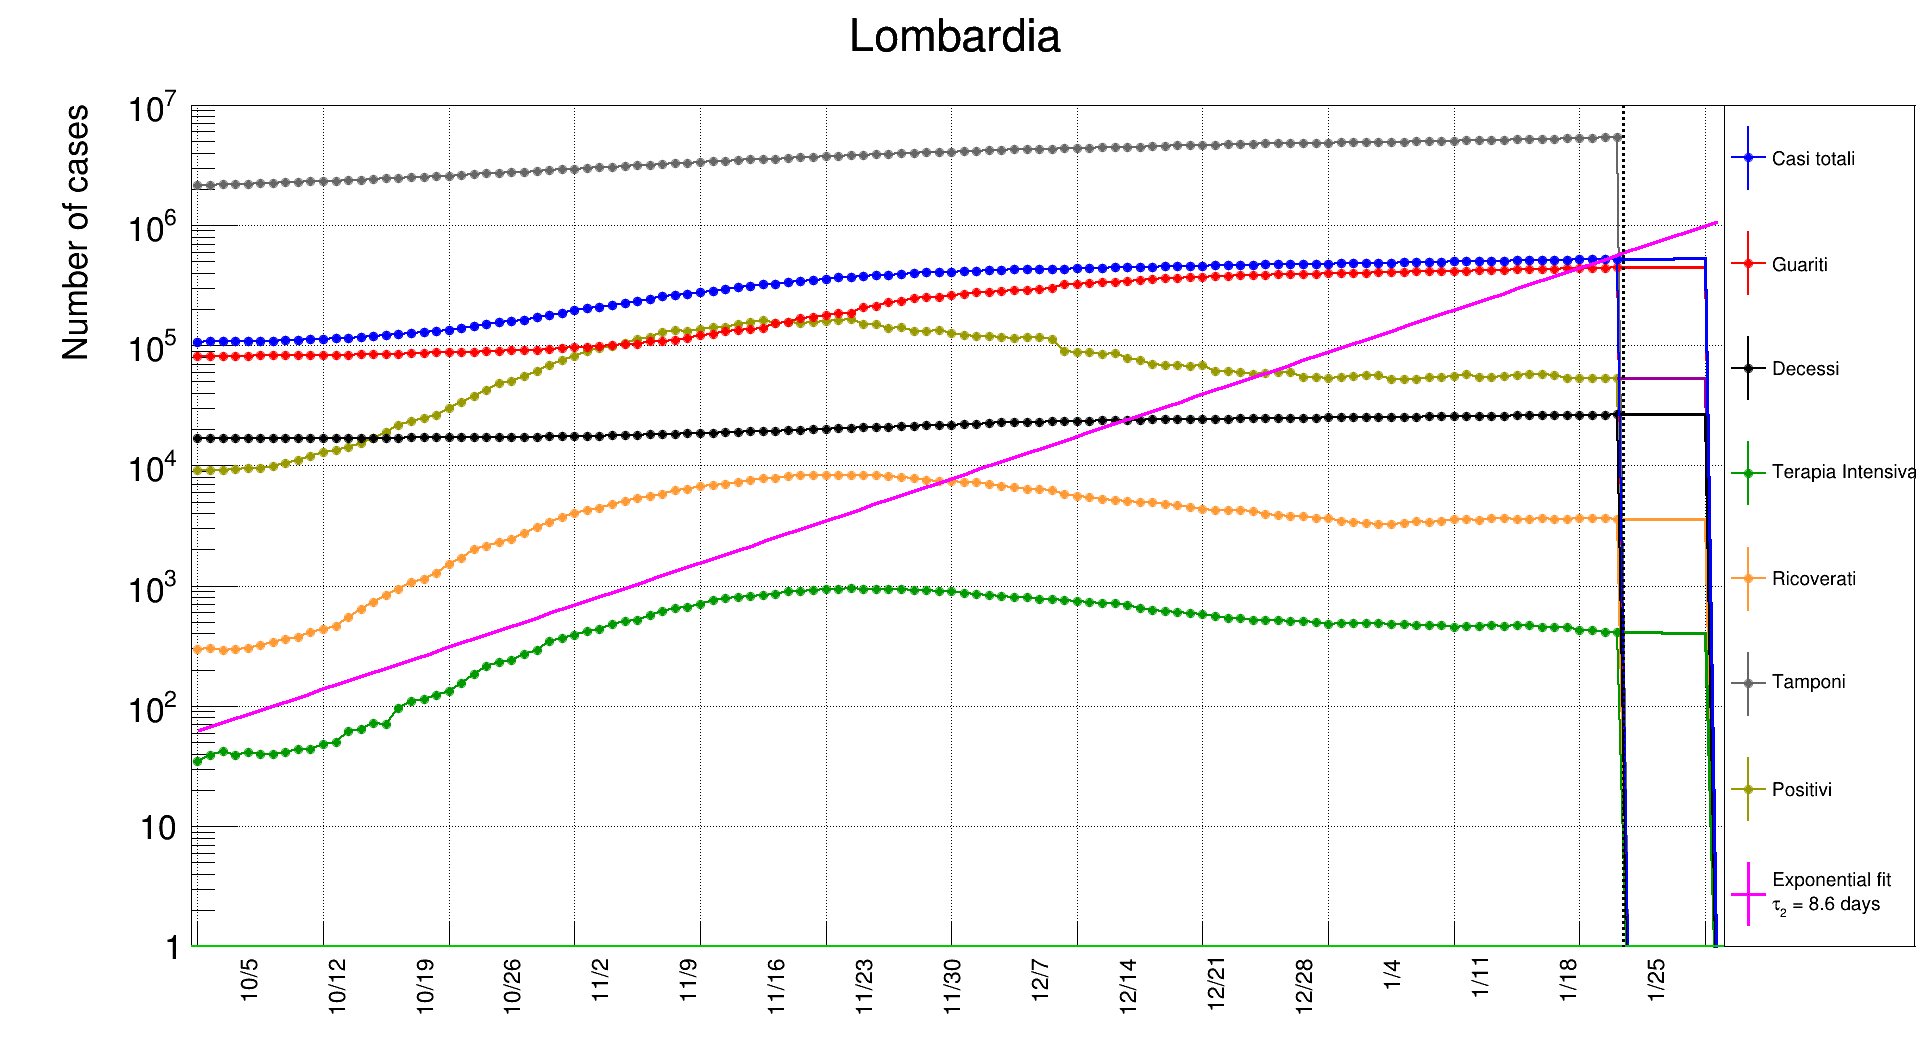 Lombardia
Number of cases
10^7
10^6
10^5
10^4
10^3
10^2
10
1
10/5
10/12
10/19
10/26
11/2
11/9
11/16
11/23
11/30
12/7
12/14
12/21
12/28
1/4
1/11
1/18
1/25
Casi totali
Guariti
Decessi
Terapia Intensiva
Ricoverati
Tamponi
Positivi
Exponential fit
τ₂ = 8.6 days